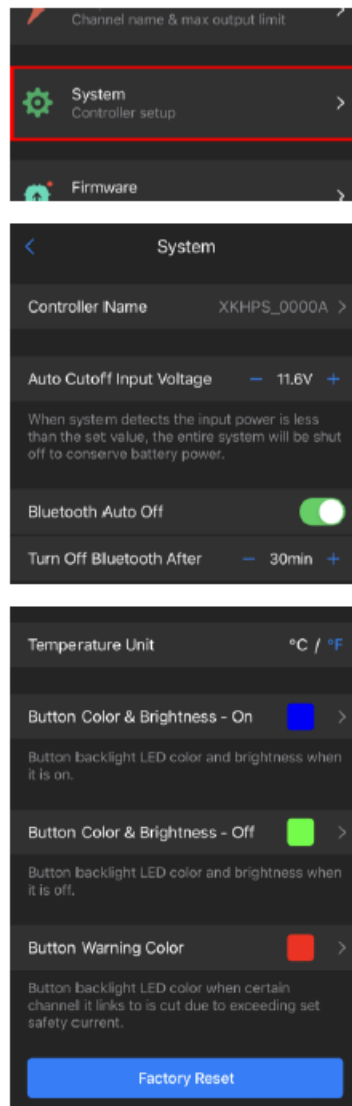 Channel name & max output limit
System
Controller setup
Firmware
System
Controller Name XKHPS_0000A
Auto Cutoff Input Voltage − 11.6V +
When system detects the input power is less
than the set value, the entire system will be shut
off to conserve battery power.
Bluetooth Auto Off
Turn Off Bluetooth After − 30min +
Temperature Unit °C / °F
Button Color & Brightness - On
Button backlight LED color and brightness when
it is on.
Button Color & Brightness - Off
Button backlight LED color and brightness when
it is off.
Button Warning Color
Button backlight LED color when certain
channel it links to is cut due to exceeding set
safety current.
Factory Reset